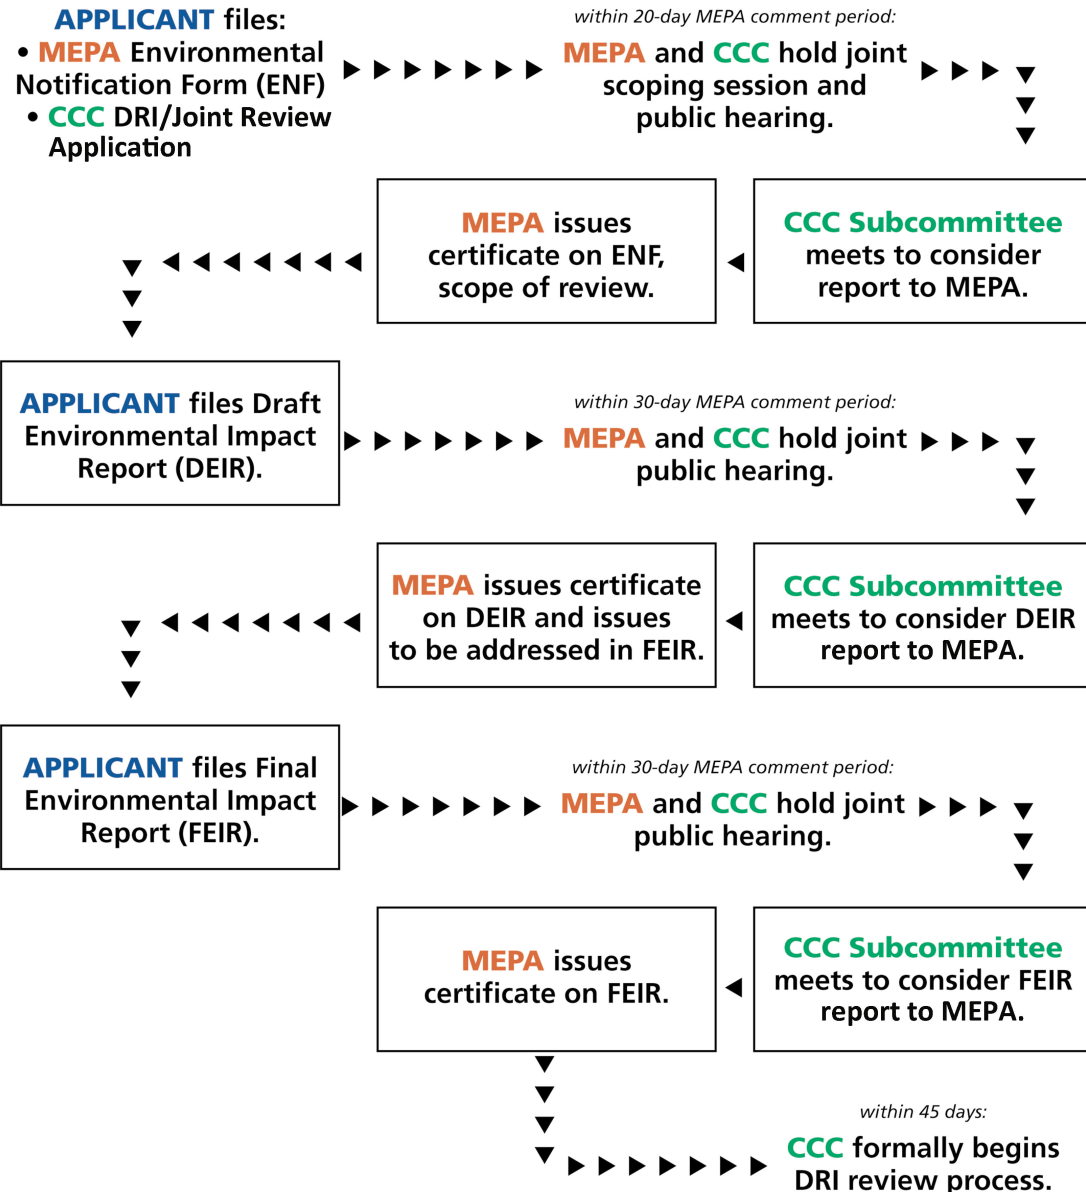 APPLICANT files:
• MEPA Environmental
Notification Form (ENF)
• CCC DRI/Joint Review
Application
within 20-day MEPA comment period:
MEPA and CCC hold joint
scoping session and
public hearing.
CCC Subcommittee
meets to consider
report to MEPA.
MEPA issues
certificate on ENF,
scope of review.
APPLICANT files Draft
Environmental Impact
Report (DEIR).
within 30-day MEPA comment period:
MEPA and CCC hold joint
public hearing.
CCC Subcommittee
meets to consider DEIR
report to MEPA.
MEPA issues certificate
on DEIR and issues
to be addressed in FEIR.
APPLICANT files Final
Environmental Impact
Report (FEIR).
within 30-day MEPA comment period:
MEPA and CCC hold joint
public hearing.
CCC Subcommittee
meets to consider FEIR
report to MEPA.
MEPA issues
certificate on FEIR.
within 45 days:
CCC formally begins
DRI review process.